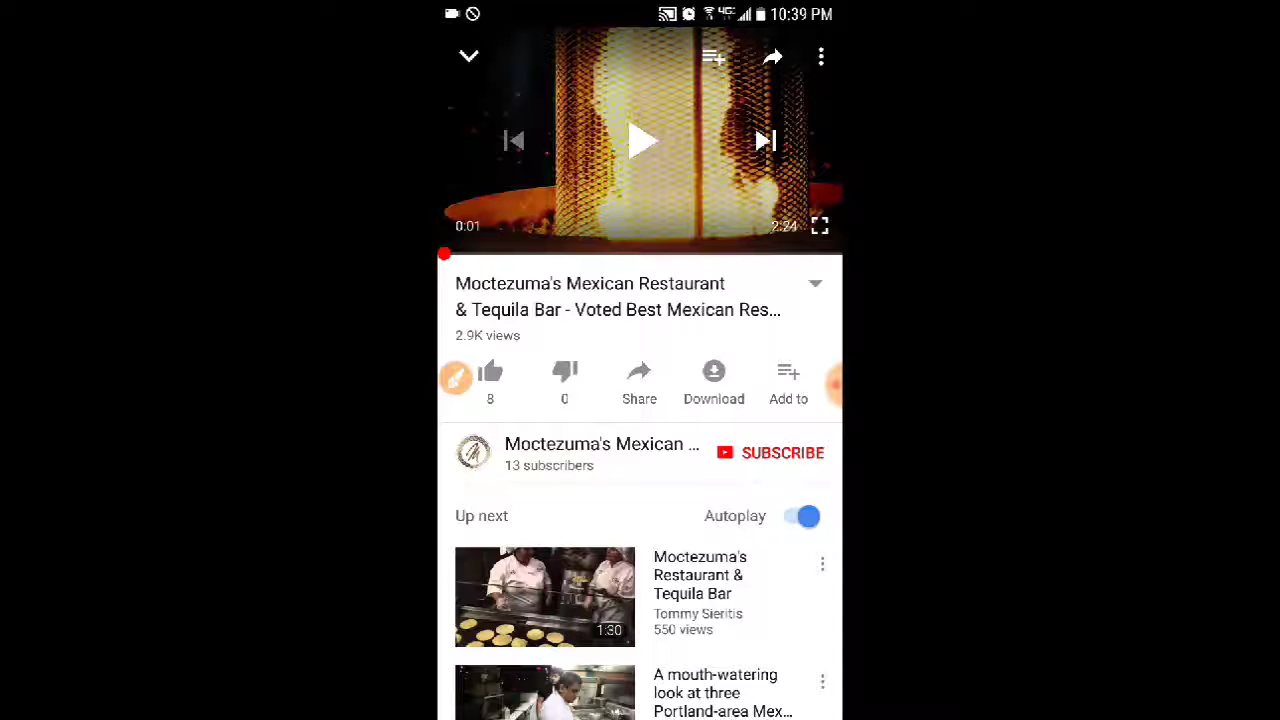 10:39 PM
0:01
2:24
Moctezuma's Mexican Restaurant
& Tequila Bar - Voted Best Mexican Res...
2.9K views
8
0
Share
Download
Add to
Moctezuma's Mexican ...
SUBSCRIBE
13 subscribers
Up next
Autoplay
Moctezuma's
Restaurant &
Tequila Bar
Tommy Sieritis
550 views
1:30
A mouth-watering
look at three
Portland-area Mex...